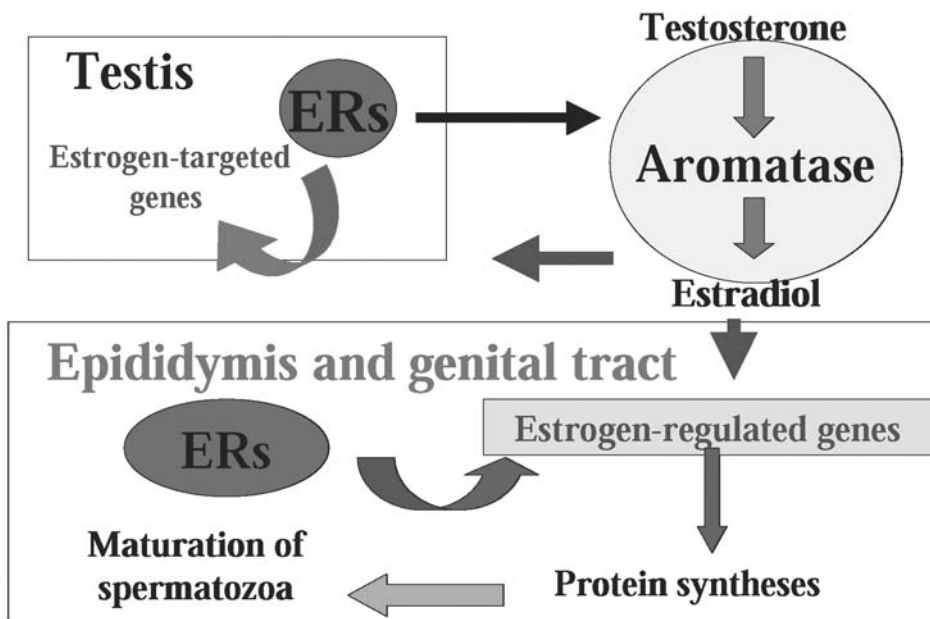 Testosterone
Testis
ERs
Estrogen-targeted
genes
Aromatase
Estradiol
Epididymis and genital tract
ERs
Estrogen-regulated genes
Maturation of
spermatozoa
Protein syntheses